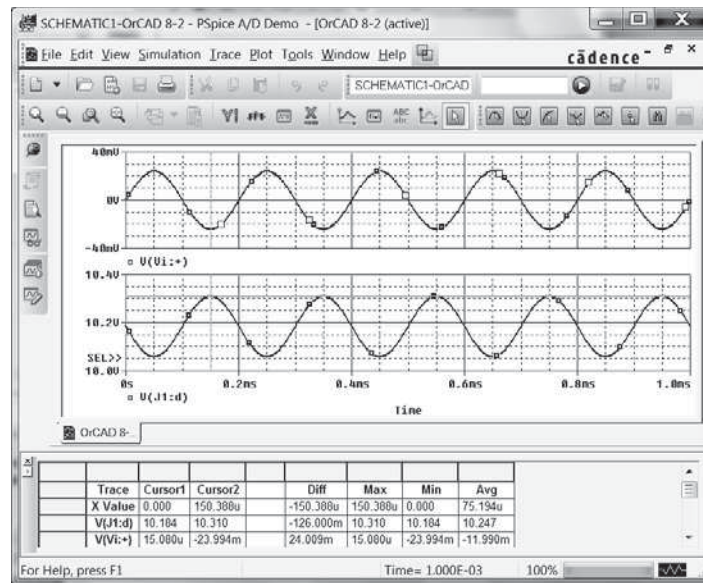 SCHEMATIC1-OrCAD 8-2 - PSpice A/D Demo - [OrCAD 8-2 (active)]
File Edit View Simulation Trace Plot Tools Window Help cādence
SCHEMATIC1-OrCAD
ABC
40mV
0V
-40mV
V(Vi:+)
10.4V
10.2V
SEL>>
10.0V
0s 0.2ms 0.4ms 0.6ms 0.8ms 1.0ms
V(J1:d)
Time
OrCAD 8-...
Trace Cursor1 Cursor2 Diff Max Min Avg
X Value 0.000 150.388u -150.388u 150.388u 0.000 75.194u
V(J1:d) 10.184 10.310 -126.000m 10.310 10.184 10.247
V(Vi:+) 15.080u -23.994m 24.009m 15.080u -23.994m -11.990m
For Help, press F1 Time= 1.000E-03 100%